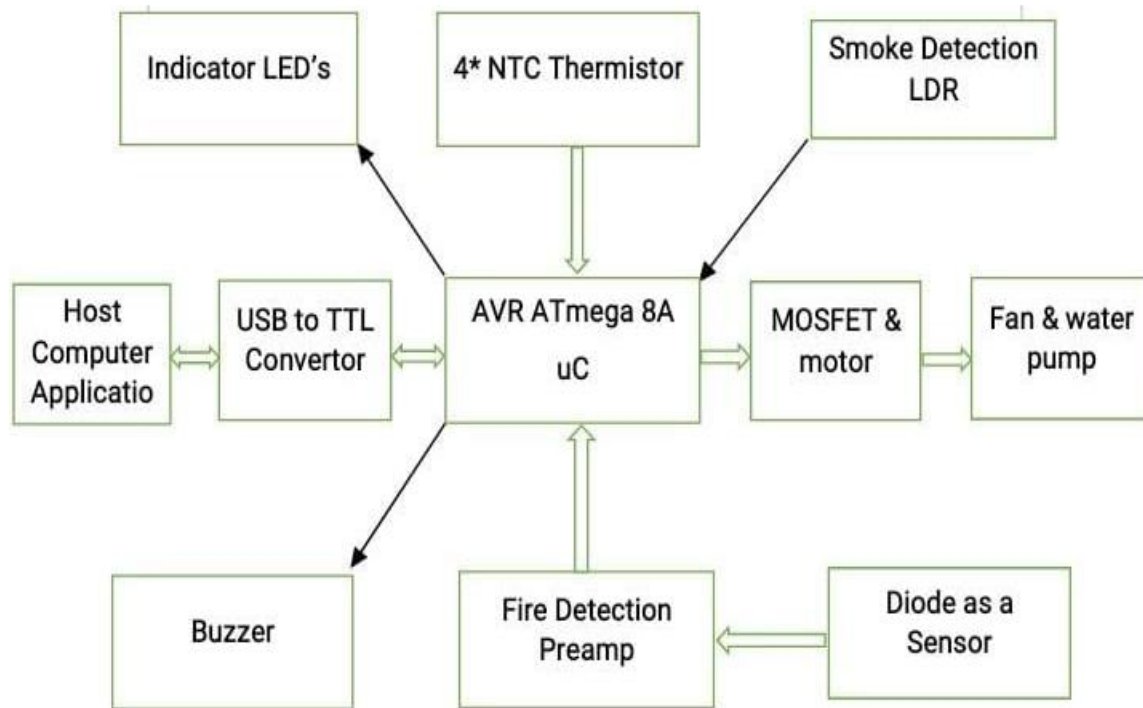 Indicator LED's
4* NTC Thermistor
Smoke Detection
LDR
Host
Computer
Applicatio
USB to TTL
Convertor
AVR ATmega 8A
uC
MOSFET &
motor
Fan & water
pump
Buzzer
Fire Detection
Preamp
Diode as a
Sensor